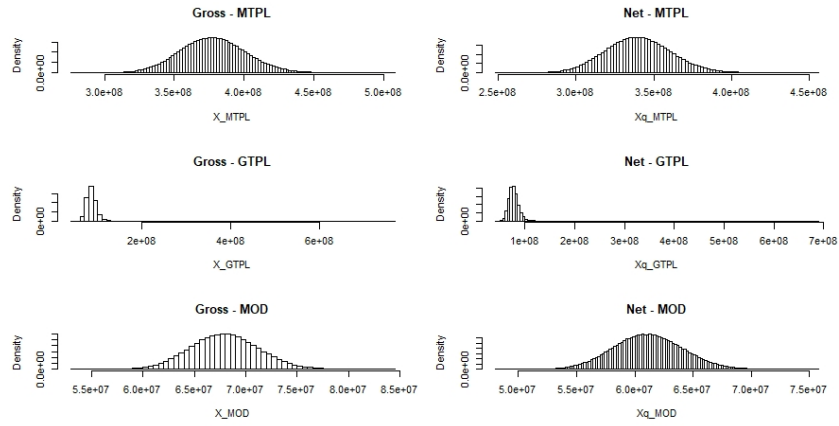 Gross - MTPL
Density
0.0e+00
3.0e+08 3.5e+08 4.0e+08 4.5e+08 5.0e+08
X_MTPL
Net - MTPL
Density
0.0e+00
2.5e+08 3.0e+08 3.5e+08 4.0e+08 4.5e+08
Xq_MTPL
Gross - GTPL
Density
0e+00
2e+08 4e+08 6e+08
X_GTPL
Net - GTPL
Density
0e+00
1e+08 2e+08 3e+08 4e+08 5e+08 6e+08 7e+08
Xq_GTPL
Gross - MOD
Density
0.0e+00
5.5e+07 6.0e+07 6.5e+07 7.0e+07 7.5e+07 8.0e+07 8.5e+07
X_MOD
Net - MOD
Density
0.0e+00
5.0e+07 5.5e+07 6.0e+07 6.5e+07 7.0e+07 7.5e+07
Xq_MOD